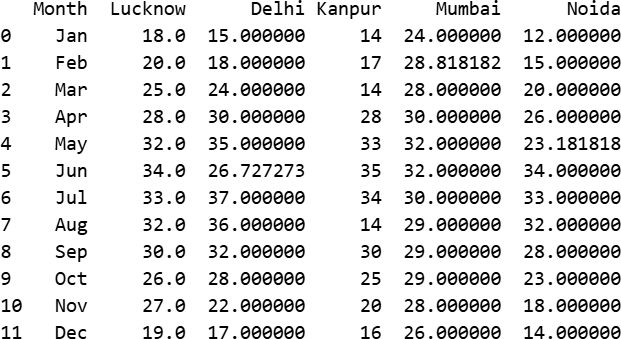 Month Lucknow Delhi Kanpur Mumbai Noida
0 Jan 18.0 15.000000 14 24.000000 12.000000
1 Feb 20.0 18.000000 17 28.818182 15.000000
2 Mar 25.0 24.000000 14 28.000000 20.000000
3 Apr 28.0 30.000000 28 30.000000 26.000000
4 May 32.0 35.000000 33 32.000000 23.181818
5 Jun 34.0 26.727273 35 32.000000 34.000000
6 Jul 33.0 37.000000 34 30.000000 33.000000
7 Aug 32.0 36.000000 14 29.000000 32.000000
8 Sep 30.0 32.000000 30 29.000000 28.000000
9 Oct 26.0 28.000000 25 29.000000 23.000000
10 Nov 27.0 22.000000 20 28.000000 18.000000
11 Dec 19.0 17.000000 16 26.000000 14.000000